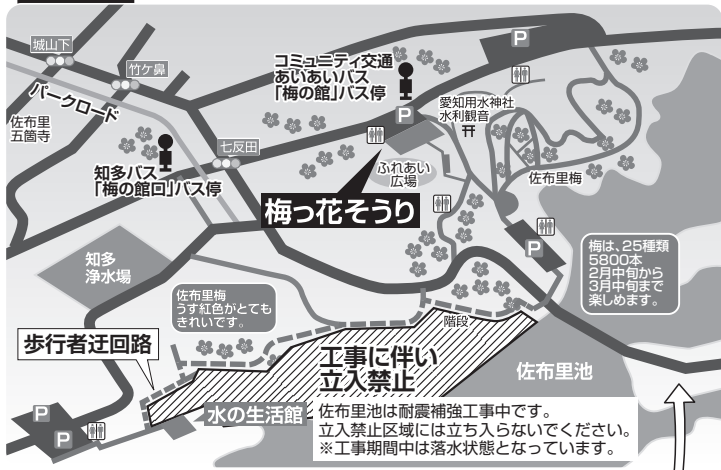 城山下
竹ケ鼻
パークロード
佐布里
五箇寺
コミュニティ交通
あいあいバス
「梅の館」バス停
P
P
愛知用水神社
水利観音
七反田
知多バス
「梅の館口」バス停
ふれあい
広場
佐布里梅
梅っ花そうり
P
梅は、25種類
5800本
2月中旬から
3月中旬まで
楽しめます。
知多
浄水場
佐布里梅
うす紅色がとても
きれいです。
階段
歩行者迂回路
工事に伴い
立入禁止
佐布里池
P
P
水の生活館
佐布里池は耐震補強工事中です。
立入禁止区域には立ち入らないでください。
※工事期間中は落水状態となっています。